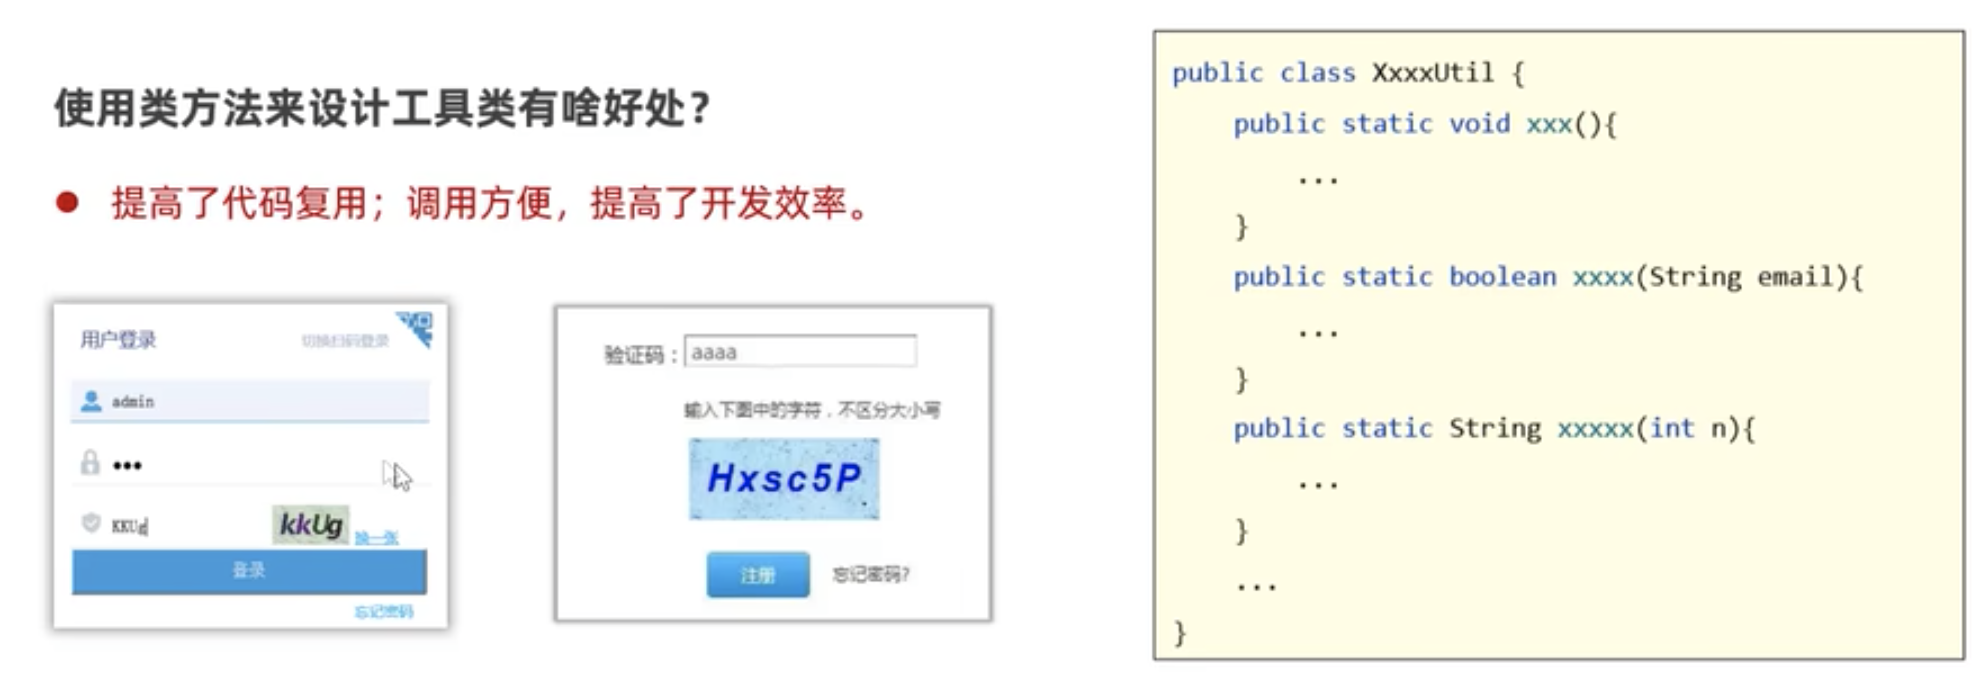 使用类方法来设计工具类有啥好处？
● 提高了代码复用；调用方便，提高了开发效率。
用户登录 切换扫码登录
admin
•••
KKUg kkUg 换一张
登录
忘记密码
验证码：aaaa
输入下图中的字符，不区分大小写
Hxsc5P
注册 忘记密码?
public class XxxxUtil {
public static void xxx(){
...
}
public static boolean xxxx(String email){
...
}
public static String xxxxx(int n){
...
}
...
}